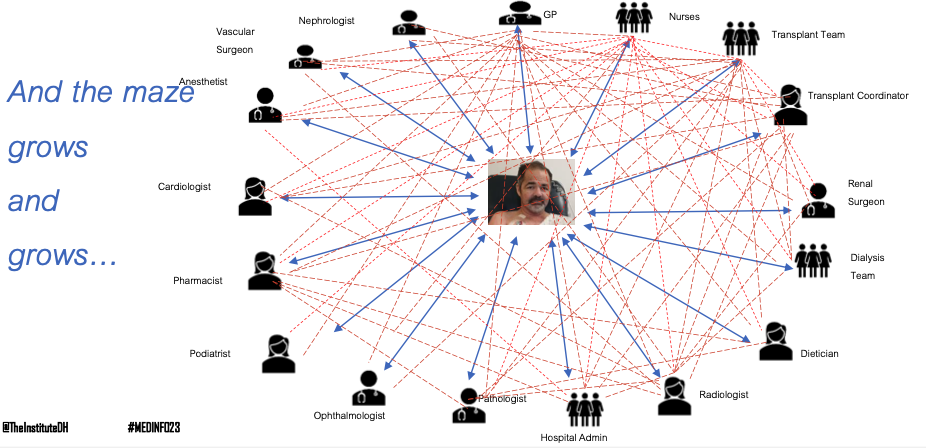 And the maze
grows
and
grows…
Nephrologist
GP
Nurses
Vascular
Surgeon
Transplant Team
Anesthetist
Transplant Coordinator
Cardiologist
Renal
Surgeon
Dialysis
Team
Pharmacist
Podiatrist
Dietician
Radiologist
Pathologist
Ophthalmologist
Hospital Admin
@TheInstituteDH
#MEDINFO23